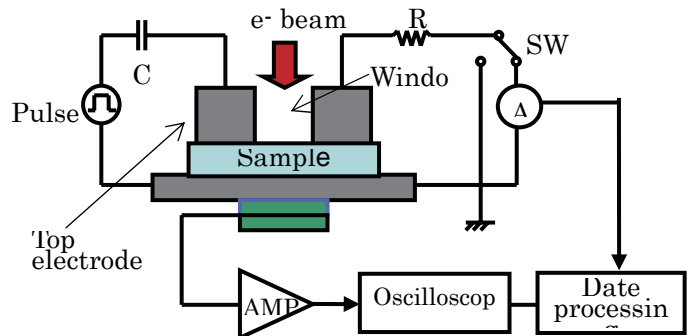 e- beam
R
SW
C
Windo
Pulse
A
Sample
Top
electrode
AMP
Oscilloscop
Date
processin